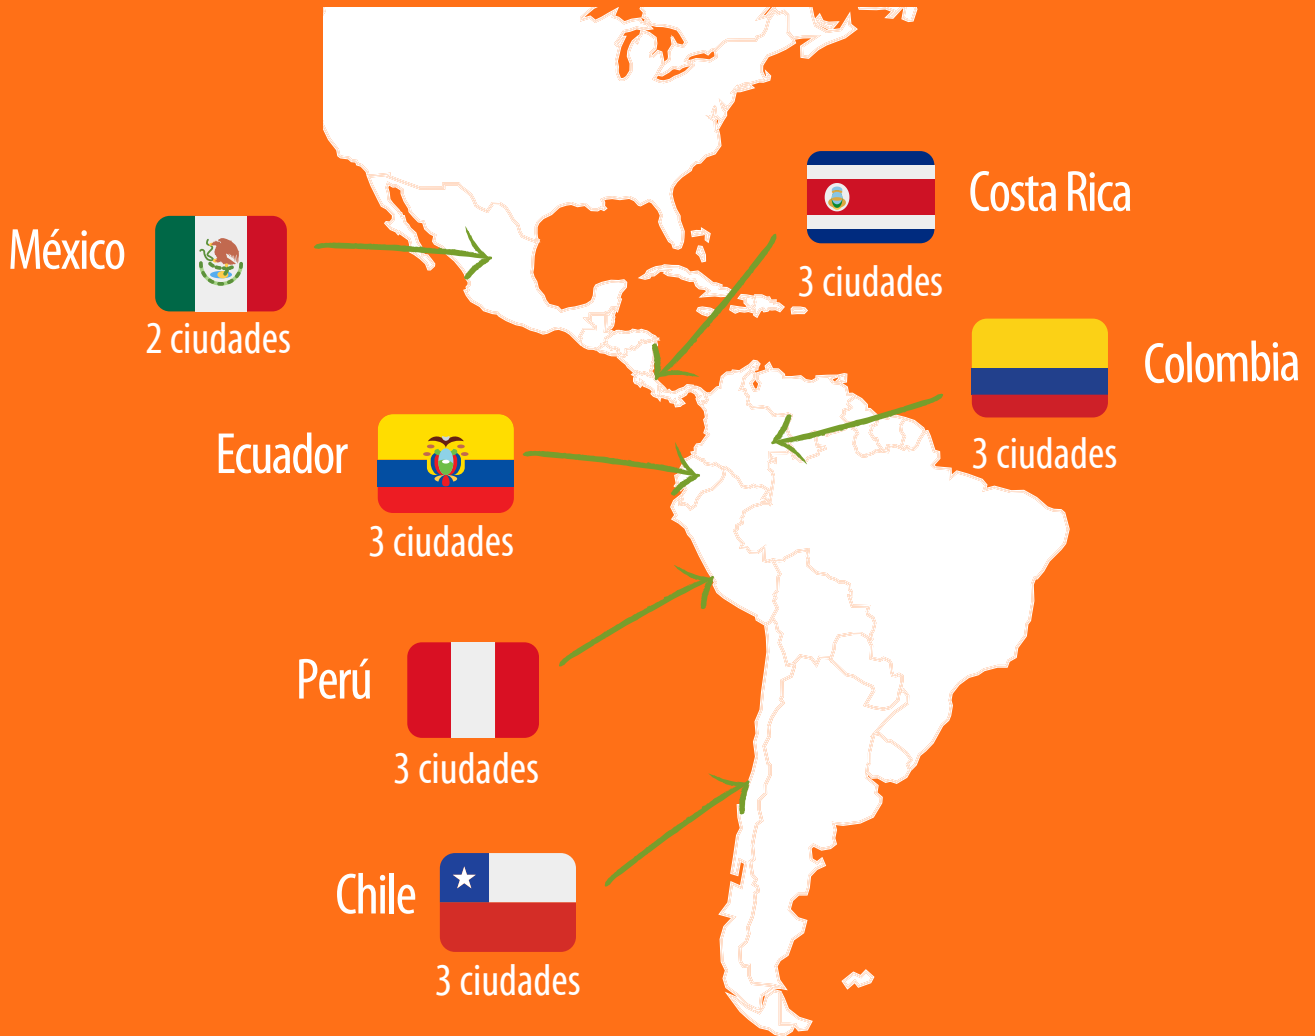 Costa Rica
3 ciudades
México
2 ciudades
Colombia
3 ciudades
Ecuador
3 ciudades
Perú
3 ciudades
Chile
3 ciudades